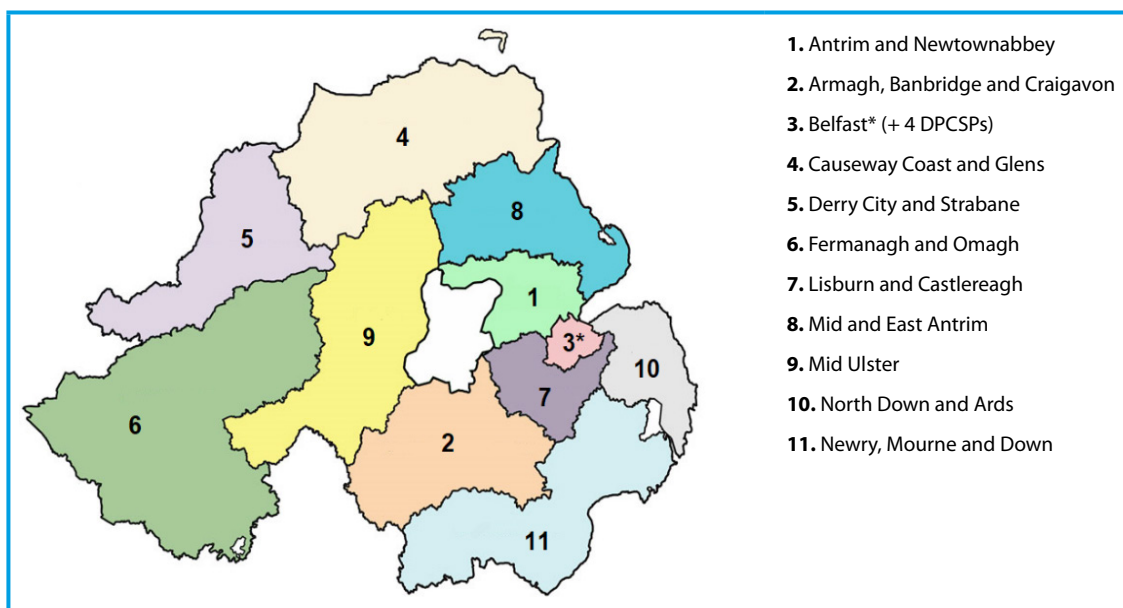 1. Antrim and Newtownabbey
2. Armagh, Banbridge and Craigavon
3. Belfast* (+ 4 DPCSPs)
4. Causeway Coast and Glens
5. Derry City and Strabane
6. Fermanagh and Omagh
7. Lisburn and Castlereagh
8. Mid and East Antrim
9. Mid Ulster
10. North Down and Ards
11. Newry, Mourne and Down
4
8
5
1
9
3*
10
7
6
2
11